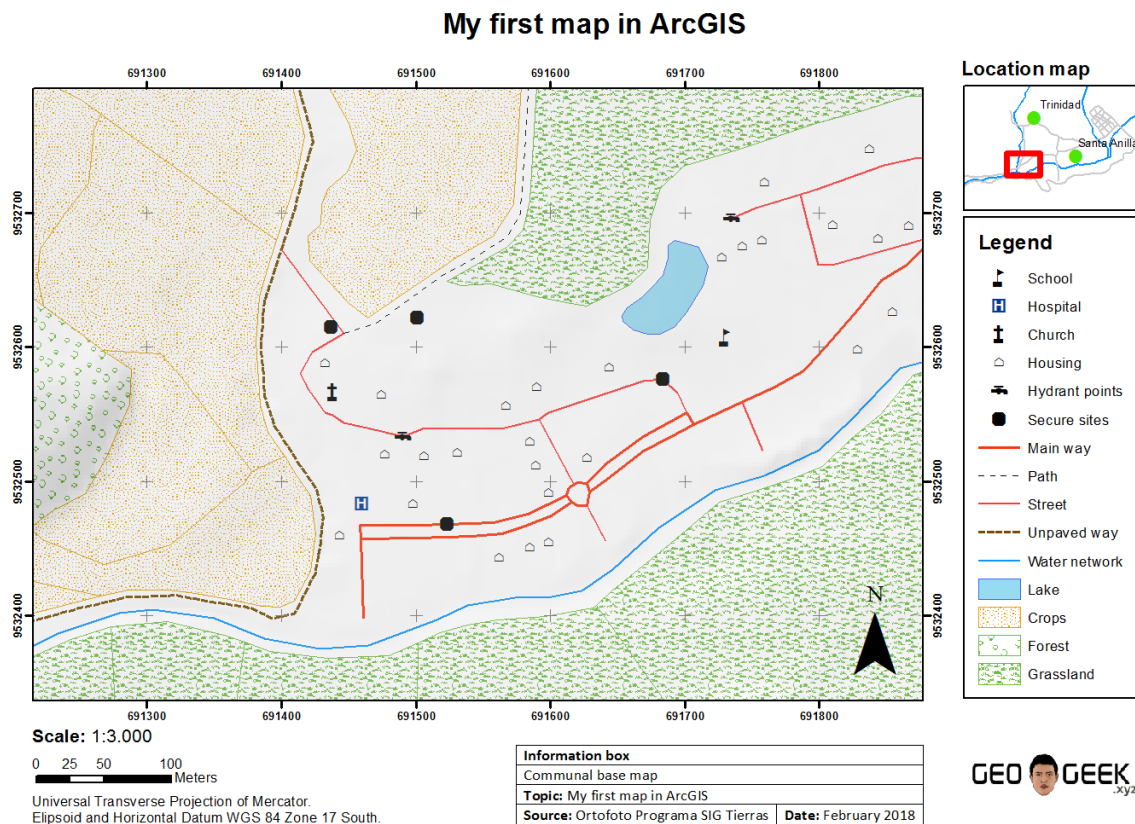 My first map in ArcGIS
691300 691400 691500 691600 691700 691800
9532700 9532700
9532600 9532600
9532500 9532500
9532400 9532400
N
691300 691400 691500 691600 691700 691800
Location map
Trinidad
Santa Anilla
Legend
School
H Hospital
Church
Housing
Hydrant points
Secure sites
Main way
Path
Street
Unpaved way
Water network
Lake
Crops
Forest
Grassland
H
Scale: 1:3.000
0 25 50 100
Meters
Universal Transverse Projection of Mercator.
Elipsoid and Horizontal Datum WGS 84 Zone 17 South.
Information box
Communal base map
Topic: My first map in ArcGIS
Source: Ortofoto Programa SIG Tierras Date: February 2018
GEO GEEK
.xyz